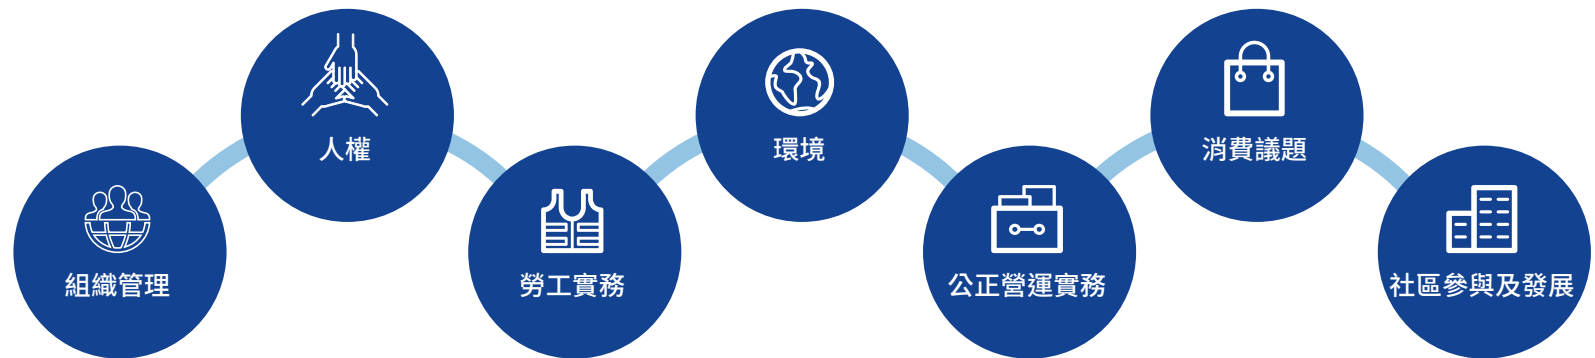 組織管理
人權
勞工實務
環境
公正營運實務
消費議題
社區參與及發展